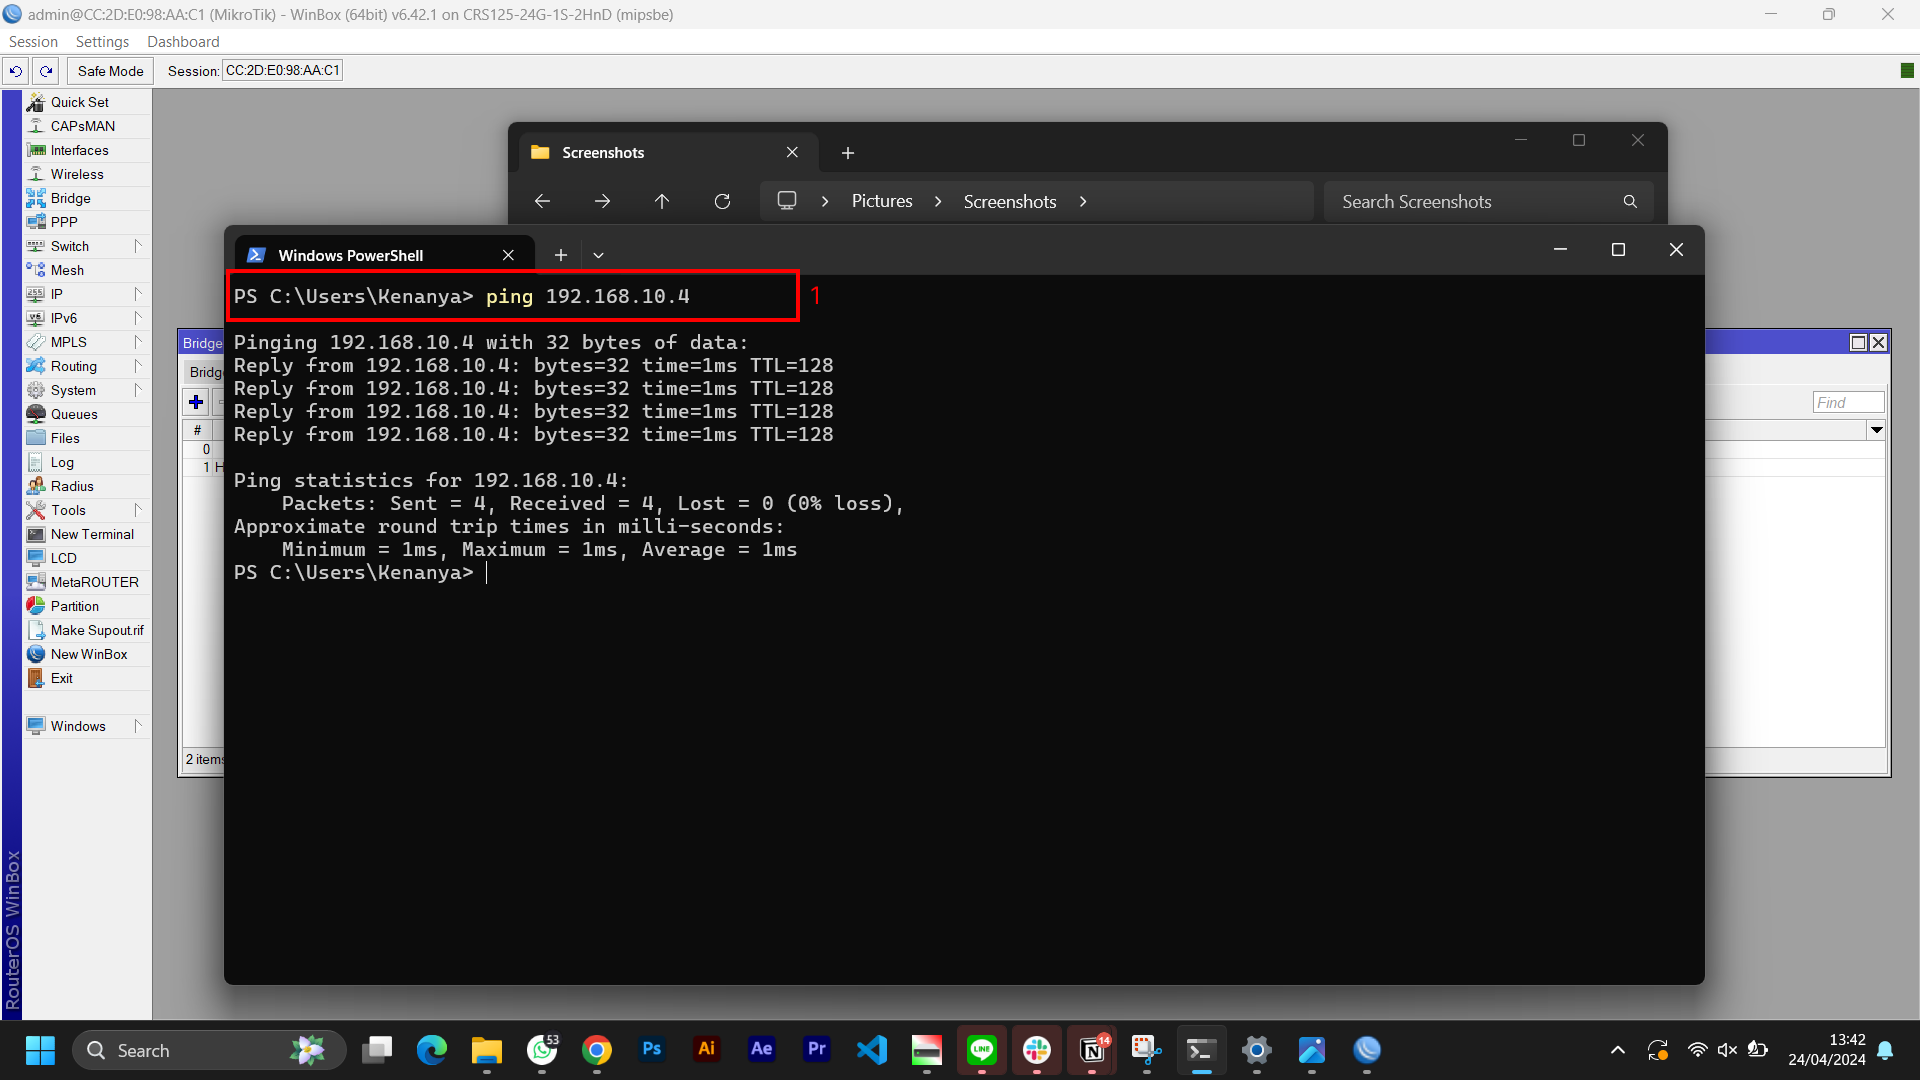 admin@CC:2D:E0:98:AA:C1 (MikroTik) - WinBox (64bit) v6.42.1 on CRS125-24G-1S-2HnD (mipsbe)
Session Settings Dashboard
Safe Mode Session: CC:2D:E0:98:AA:C1
Quick Set
CAPsMAN
Interfaces
Wireless
Bridge
PPP
Switch
Mesh
IP
IPv6
MPLS
Routing
System
Queues
Files
Log
Radius
Tools
New Terminal
LCD
MetaROUTER
Partition
Make Supout.rif
New WinBox
Exit
Windows
RouterOS WinBox
Screenshots
Pictures Screenshots
Search Screenshots
Bridge
Bridg
Find
#
0
1 H
2 items
Windows PowerShell
PS C:\Users\Kenanya> ping 192.168.10.4
1
Pinging 192.168.10.4 with 32 bytes of data:
Reply from 192.168.10.4: bytes=32 time=1ms TTL=128
Reply from 192.168.10.4: bytes=32 time=1ms TTL=128
Reply from 192.168.10.4: bytes=32 time=1ms TTL=128
Reply from 192.168.10.4: bytes=32 time=1ms TTL=128
Ping statistics for 192.168.10.4:
Packets: Sent = 4, Received = 4, Lost = 0 (0% loss),
Approximate round trip times in milli-seconds:
Minimum = 1ms, Maximum = 1ms, Average = 1ms
PS C:\Users\Kenanya>
Search
53
Ps
Ai
Ae
Pr
LINE
14
13:42
24/04/2024